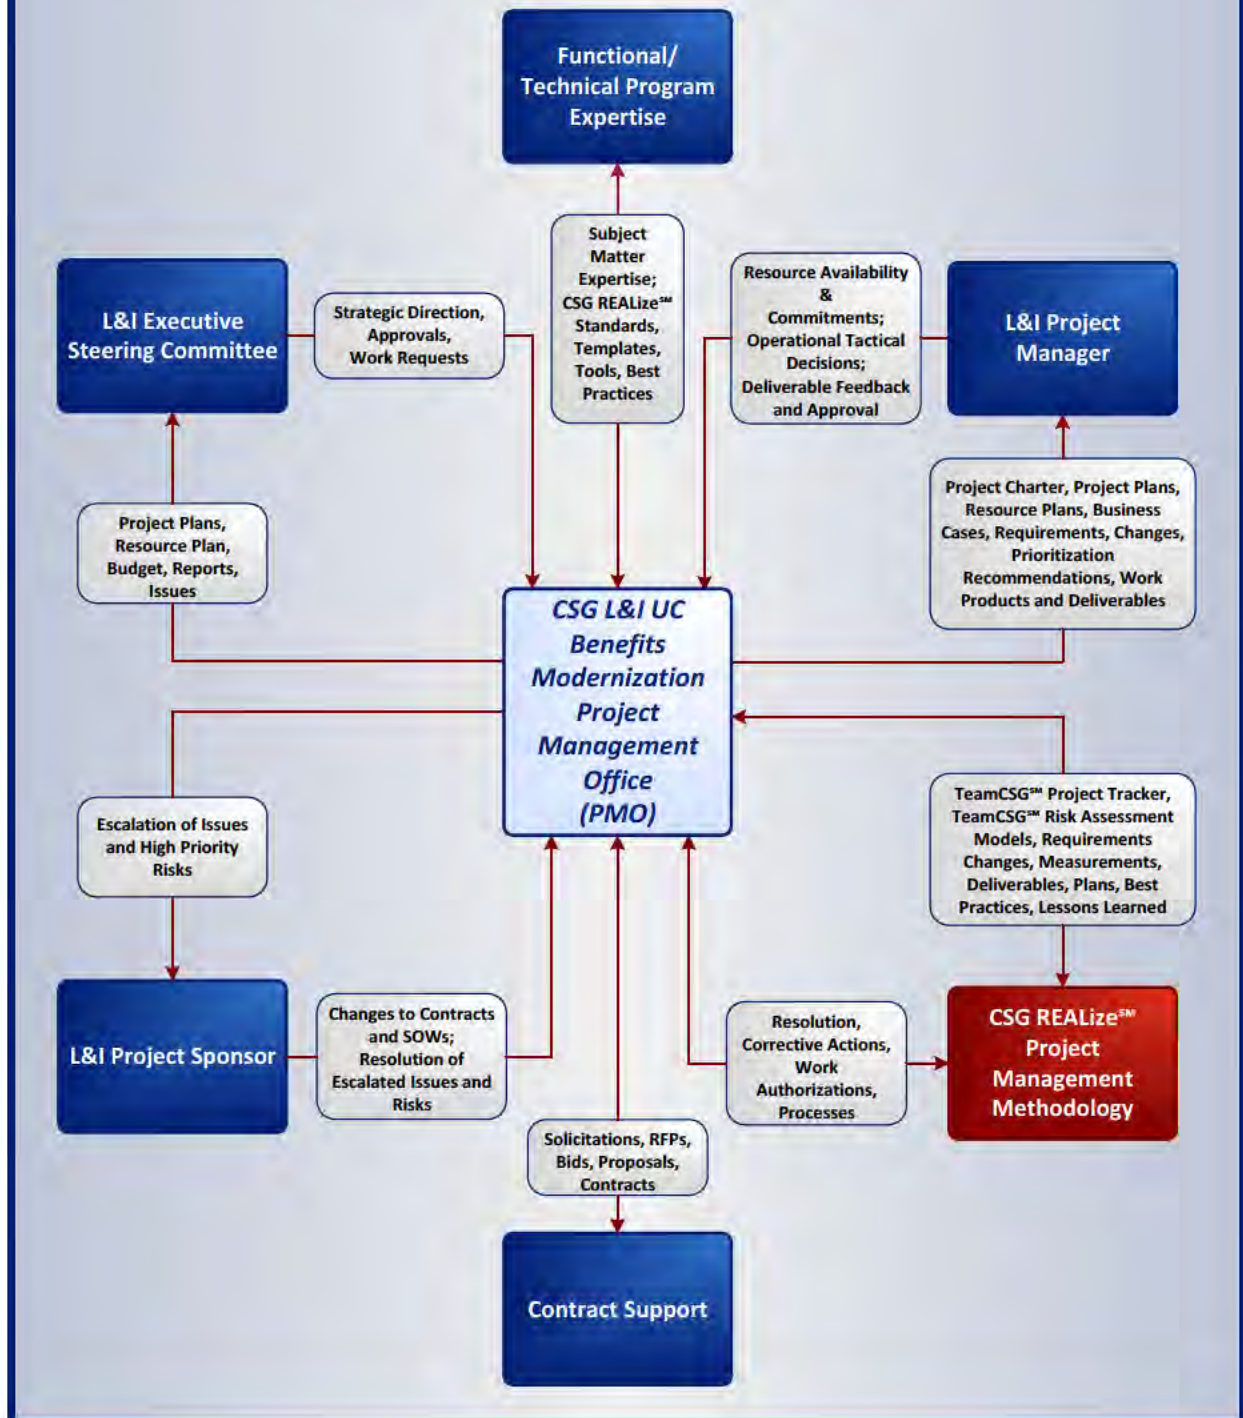 Functional/
Technical Program
Expertise
Subject
Matter
Expertise;
CSG REALize℠
Standards,
Templates,
Tools, Best
Practices
L&I Executive
Steering Committee
Strategic Direction,
Approvals,
Work Requests
Resource Availability
&
Commitments;
Operational Tactical
Decisions;
Deliverable Feedback
and Approval
L&I Project
Manager
Project Plans,
Resource Plan,
Budget, Reports,
Issues
Project Charter, Project Plans,
Resource Plans, Business
Cases, Requirements, Changes,
Prioritization
Recommendations, Work
Products and Deliverables
CSG L&I UC
Benefits
Modernization
Project
Management
Office
(PMO)
Escalation of Issues
and High Priority
Risks
TeamCSG℠ Project Tracker,
TeamCSG℠ Risk Assessment
Models, Requirements
Changes, Measurements,
Deliverables, Plans, Best
Practices, Lessons Learned
L&I Project Sponsor
Changes to Contracts
and SOWs;
Resolution of
Escalated Issues and
Risks
Resolution,
Corrective Actions,
Work
Authorizations,
Processes
CSG REALize℠
Project
Management
Methodology
Solicitations, RFPs,
Bids, Proposals,
Contracts
Contract Support